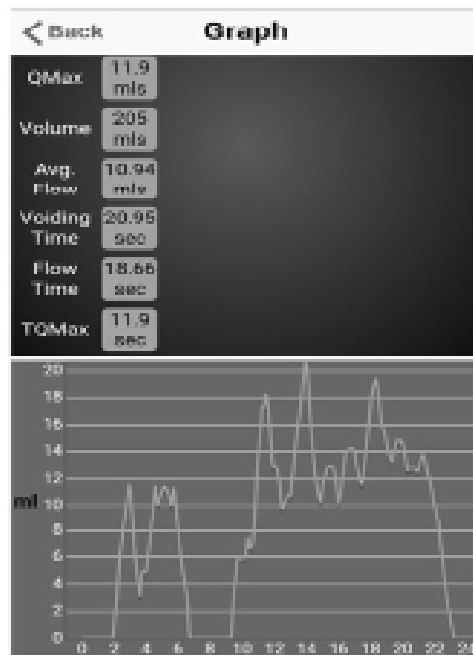 Back
Graph
QMax
11.9
mls
Volume
205
mls
Avg.
Flow
10.94
mls
Voiding
Time
20.95
sec
Flow
Time
18.66
sec
TQMax
11.9
sec
20
18
16
14
12
ml 10
8
6
4
2
0
0 2 4 6 8 10 12 14 16 18 20 22 24